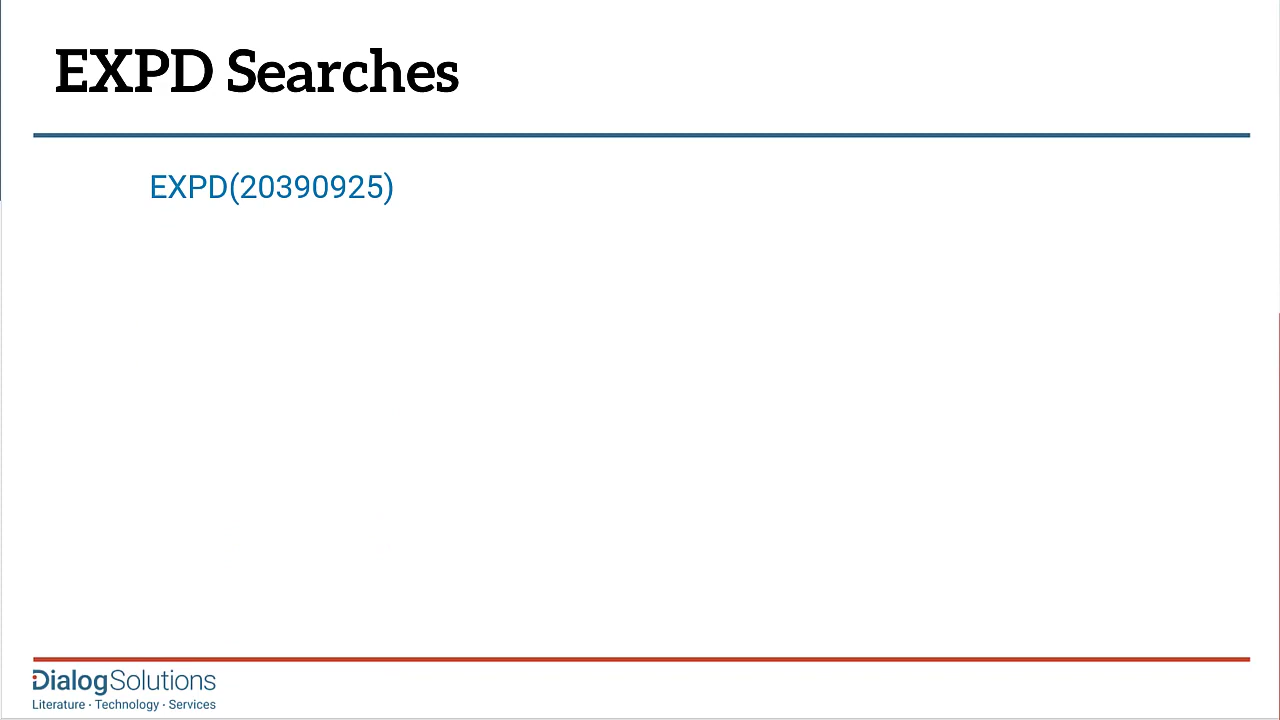 EXPD Searches
EXPD(20390925)
DialogSolutions
Literature · Technology · Services